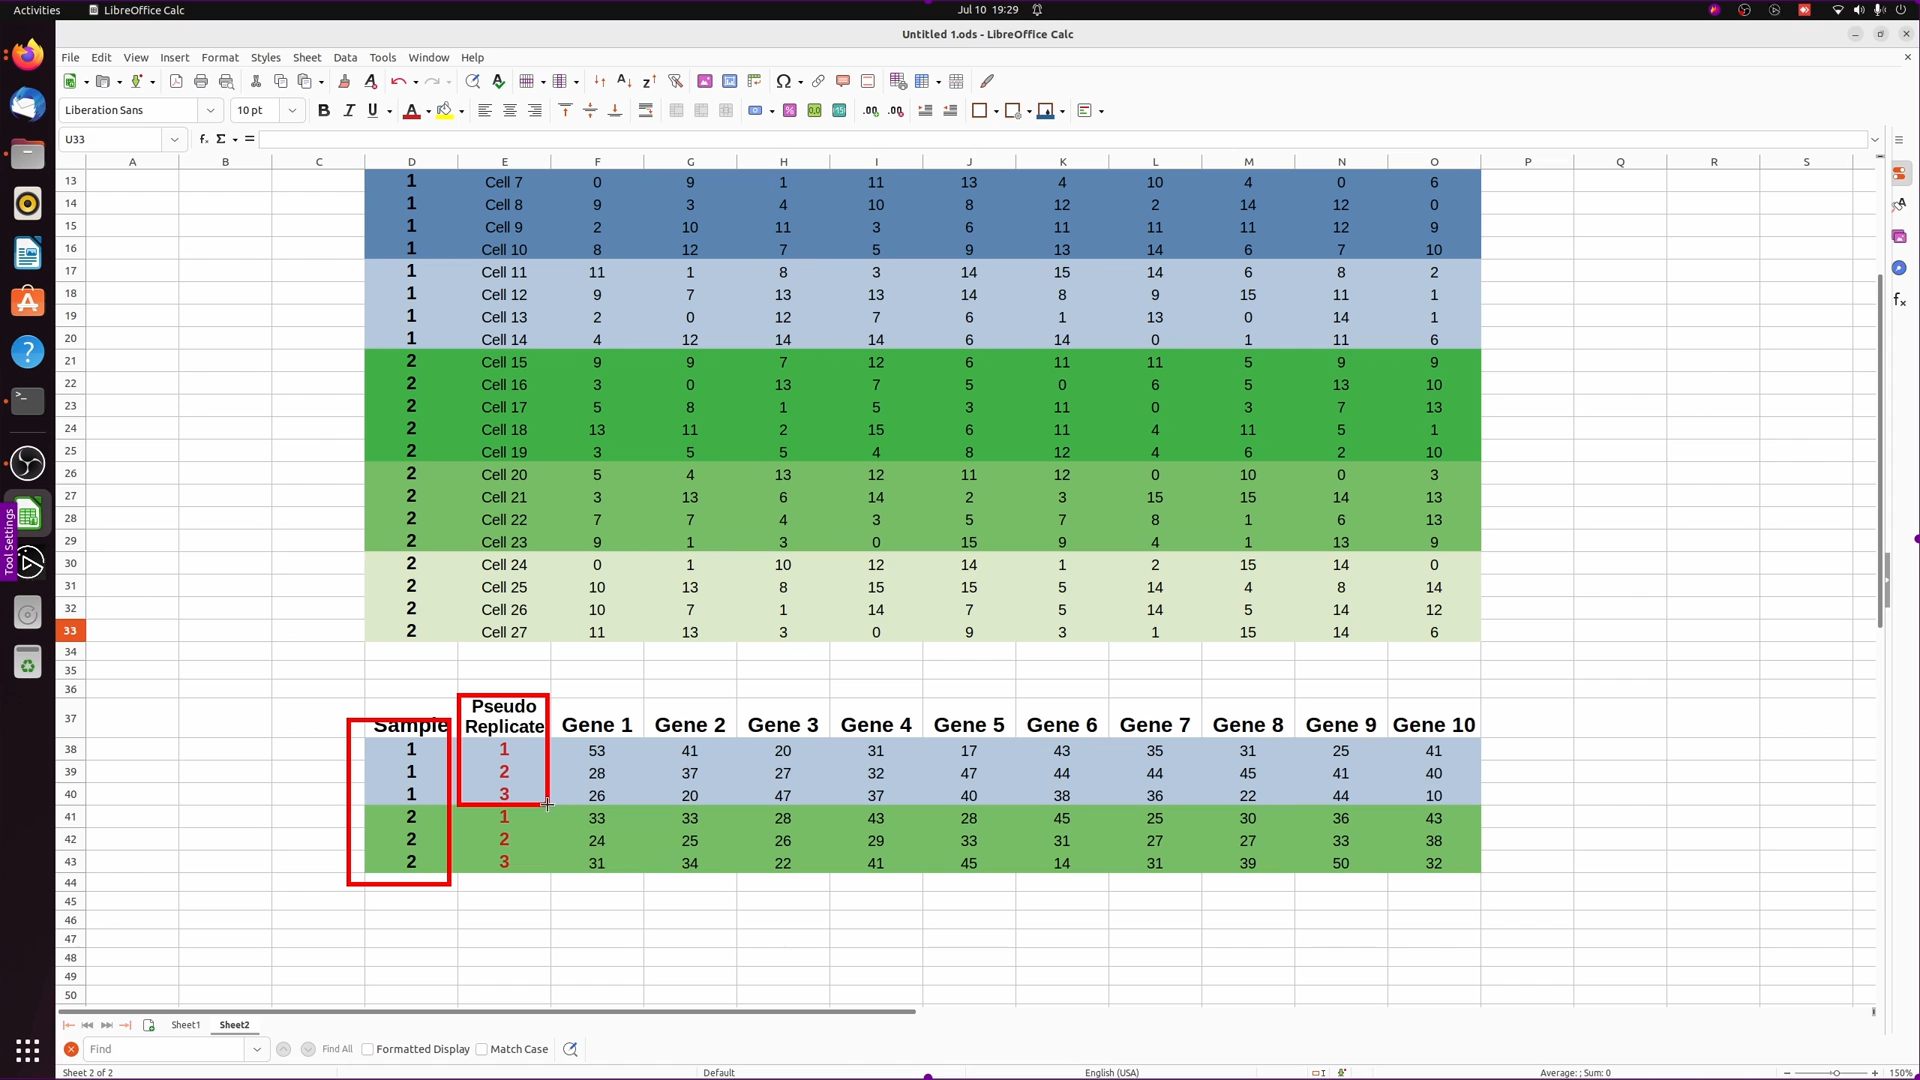 Activities LibreOffice Calc Jul 10 19:29
Untitled 1.ods - LibreOffice Calc
File Edit View Insert Format Styles Sheet Data Tools Window Help
Liberation Sans 10 pt
U33
A B C D E F G H I J K L M N O P Q R S
13 1 Cell 7 0 9 1 11 13 4 10 4 0 6
14 1 Cell 8 9 3 4 10 8 12 2 14 12 0
15 1 Cell 9 2 10 11 3 6 11 11 11 12 9
16 1 Cell 10 8 12 7 5 9 13 14 6 7 10
17 1 Cell 11 11 1 8 3 14 15 14 6 8 2
18 1 Cell 12 9 7 13 13 14 8 9 15 11 1
19 1 Cell 13 2 0 12 7 6 1 13 0 14 1
20 1 Cell 14 4 12 14 14 6 14 0 1 11 6
21 2 Cell 15 9 9 7 12 6 11 11 5 9 9
22 2 Cell 16 3 0 13 7 5 0 6 5 13 10
23 2 Cell 17 5 8 1 5 3 11 0 3 7 13
24 2 Cell 18 13 11 2 15 6 11 4 11 5 1
25 2 Cell 19 3 5 5 4 8 12 4 6 2 10
26 2 Cell 20 5 4 13 12 11 12 0 10 0 3
27 2 Cell 21 3 13 6 14 2 3 15 15 14 13
28 2 Cell 22 7 7 4 3 5 7 8 1 6 13
29 2 Cell 23 9 1 3 0 15 9 4 1 13 9
30 2 Cell 24 0 1 10 12 14 1 2 15 14 0
31 2 Cell 25 10 13 8 15 15 5 14 4 8 14
32 2 Cell 26 10 7 1 14 7 5 14 5 14 12
33 2 Cell 27 11 13 3 0 9 3 1 15 14 6
34
35
36
37 Sample Pseudo Replicate Gene 1 Gene 2 Gene 3 Gene 4 Gene 5 Gene 6 Gene 7 Gene 8 Gene 9 Gene 10
38 1 1 53 41 20 31 17 43 35 31 25 41
39 1 2 28 37 27 32 47 44 44 45 41 40
40 1 3 26 20 47 37 40 38 36 22 44 10
41 2 1 33 33 28 43 28 45 25 30 36 43
42 2 2 24 25 26 29 33 31 27 27 33 38
43 2 3 31 34 22 41 45 14 31 39 50 32
44
45
46
47
48
49
50
Tool Settings
Sheet1 Sheet2
Find Find All Formatted Display Match Case
Sheet 2 of 2 Default English (USA) Average: ; Sum: 0 150%